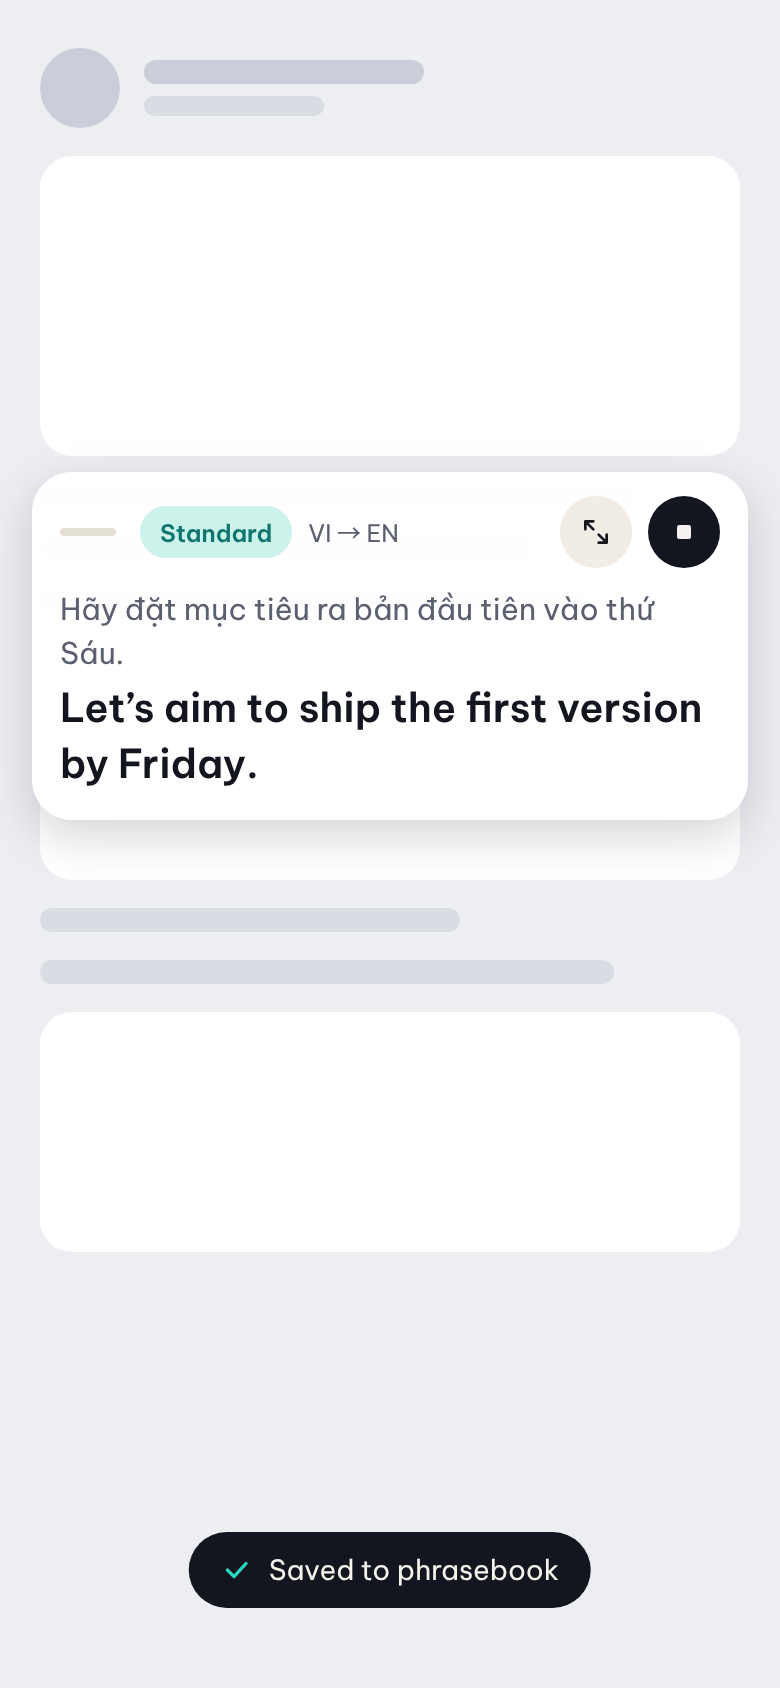 Standard VI → EN
Hãy đặt mục tiêu ra bản đầu tiên vào thứ
Sáu.
Let’s aim to ship the first version
by Friday.
Saved to phrasebook